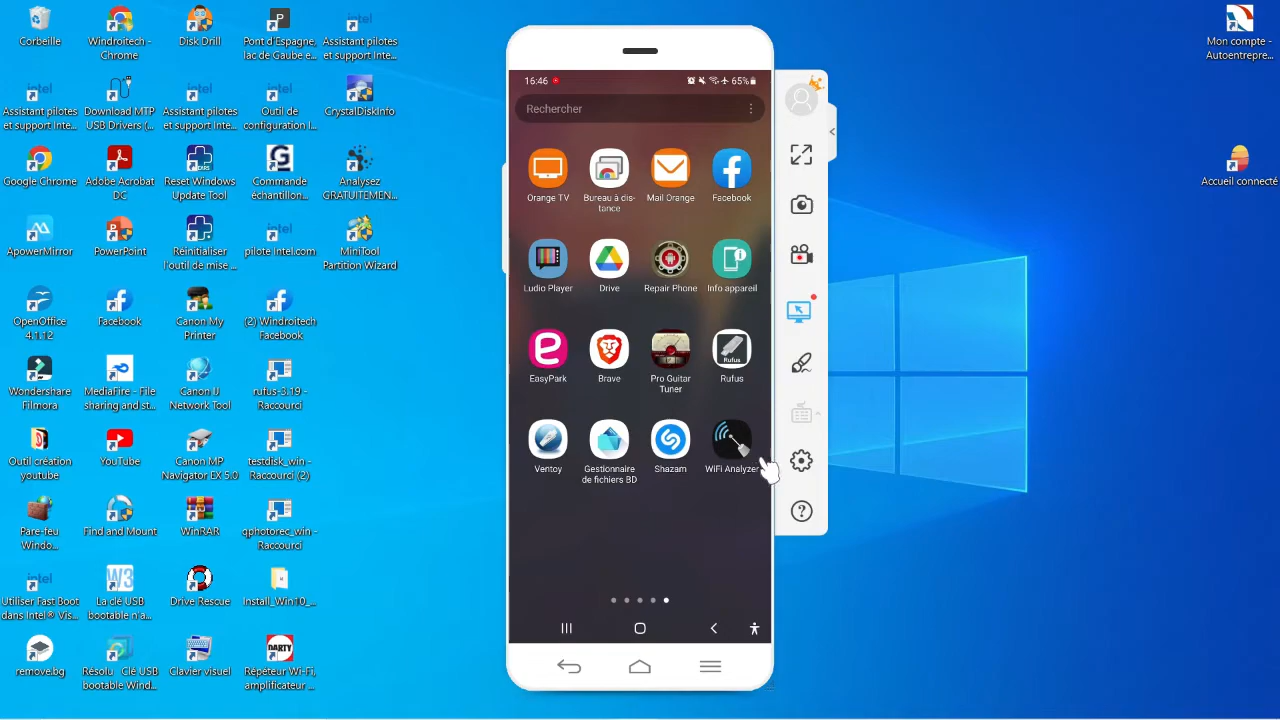 Corbeille
Windroitech -
Chrome
Disk Drill
Pont d'Espagne,
lac de Gaube e...
Assistant pilotes
et support Inte...
Mon compte -
Autoentrepre...
Assistant pilotes
et support Inte...
Download MTP
USB Drivers (...
Assistant pilotes
et support Inte...
Outil de
configuration I...
CrystalDiskInfo
Google Chrome
Adobe Acrobat
DC
Reset Windows
Update Tool
Commande
échantillon...
Analysez
GRATUITEMEN...
Accueil connecté
ApowerMirror
PowerPoint
Réinitialiser
l'outil de mise ...
pilote Intel.com
MiniTool
Partition Wizard
OpenOffice
4.1.12
Facebook
Canon My
Printer
(2) Windroitech
Facebook
Wondershare
Filmora
MediaFire - File
sharing and st...
Canon IJ
Network Tool
rufus-3.19 -
Raccourci
Outil création
youtube
YouTube
Canon MP
Navigator EX 5.0
testdisk_win -
Raccourci (2)
Pare-feu
Windo...
Find and Mount
WinRAR
qphotorec_win -
Raccourci
Utiliser Fast Boot
dans Intel® Vis...
La clé USB
bootable n'a...
Drive Rescue
Install_Win10_...
remove.bg
Résolu Clé USB
bootable Wind...
Clavier visuel
Répéteur Wi-Fi,
amplificateur ...
16:46
65%
Rechercher
Orange TV
Bureau à dis-
tance
Mail Orange
Facebook
Ludio Player
Drive
Repair Phone
Info appareil
EasyPark
Brave
Pro Guitar
Tuner
Rufus
Rufus
Ventoy
Gestionnaire
de fichiers BD
Shazam
WiFi Analyzer